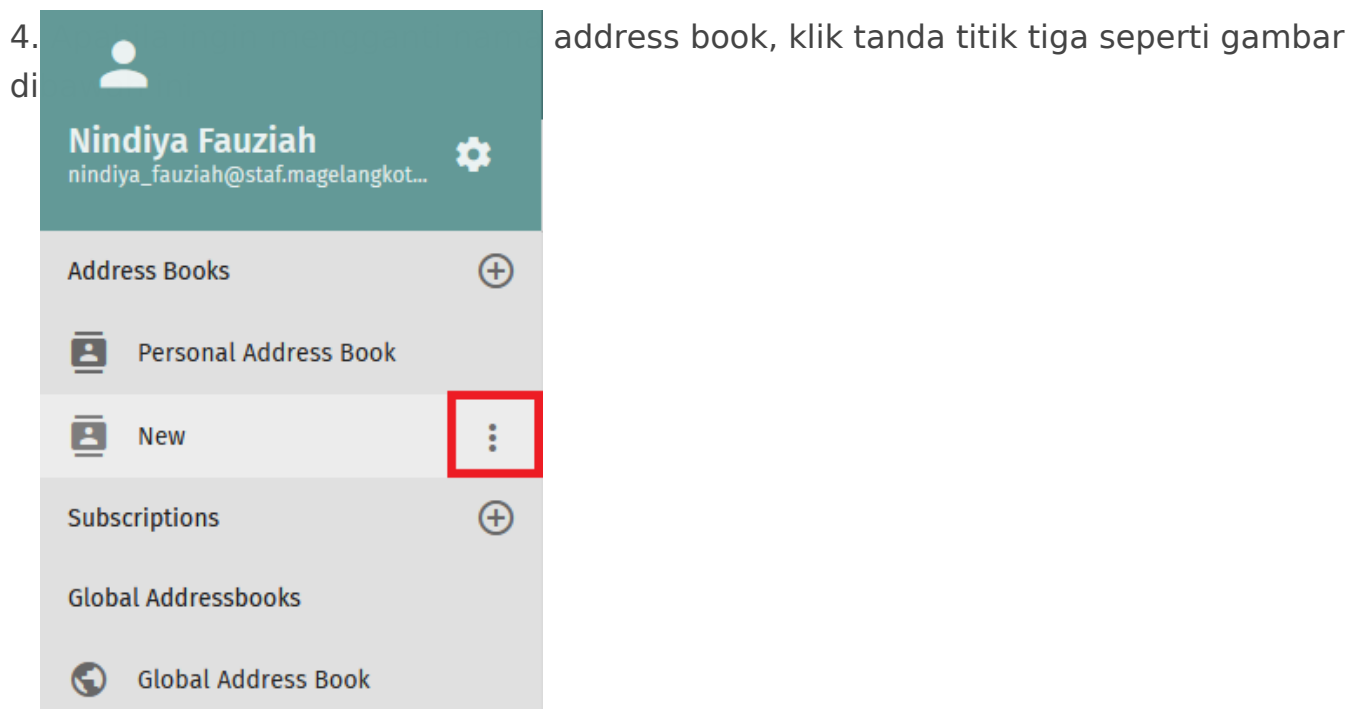 4. address book, klik tanda titik tiga seperti gambar
di
Nindiya Fauziah
nindiya_fauziah@staf.magelangkot...
Address Books
Personal Address Book
New
Subscriptions
Global Addressbooks
Global Address Book